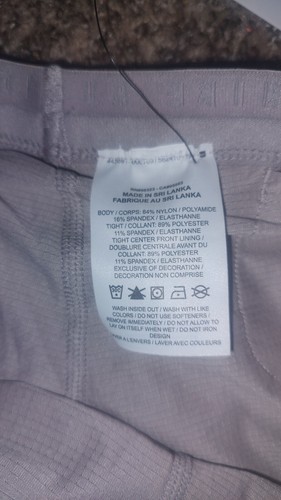 MADE IN SRI LANKA
FABRIQUE AU SRI LANKA
BODY / CORPS: 84% NYLON / POLYAMIDE
16% SPANDEX / ELASTHANNE
TIGHT / COLLANT: 89% POLYESTER
11% SPANDEX / ELASTHANNE
TIGHT CENTER FRONT LINING /
DOUBLURE CENTRALE AVANT DU
COLLANT: 89% POLYESTER
11% SPANDEX / ELASTHANNE
EXCLUSIVE OF DECORATION /
DECORATION NON COMPRISE
WASH INSIDE OUT / WASH WITH LIKE
COLORS / DO NOT USE SOFTENERS /
REMOVE IMMEDIATELY / DO NOT ALLOW TO
LAY ON ITSELF WHEN WET / DO NOT IRON
DESIGN
LAVER A L'ENVERS / LAVER AVEC COULEURS